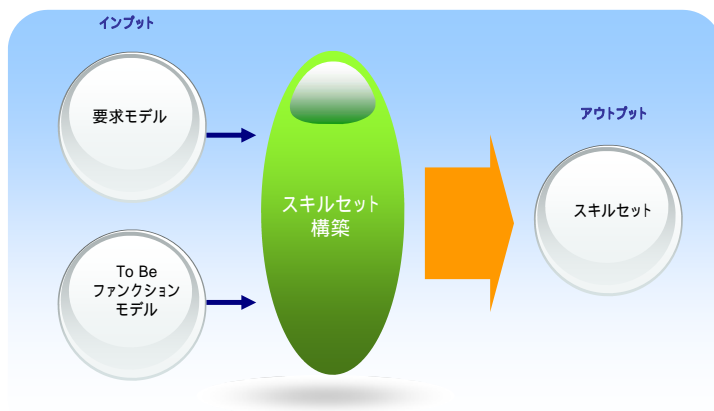 インプット
要求モデル
To Be
ファンクション
モデル
スキルセット
構築
アウトプット
スキルセット